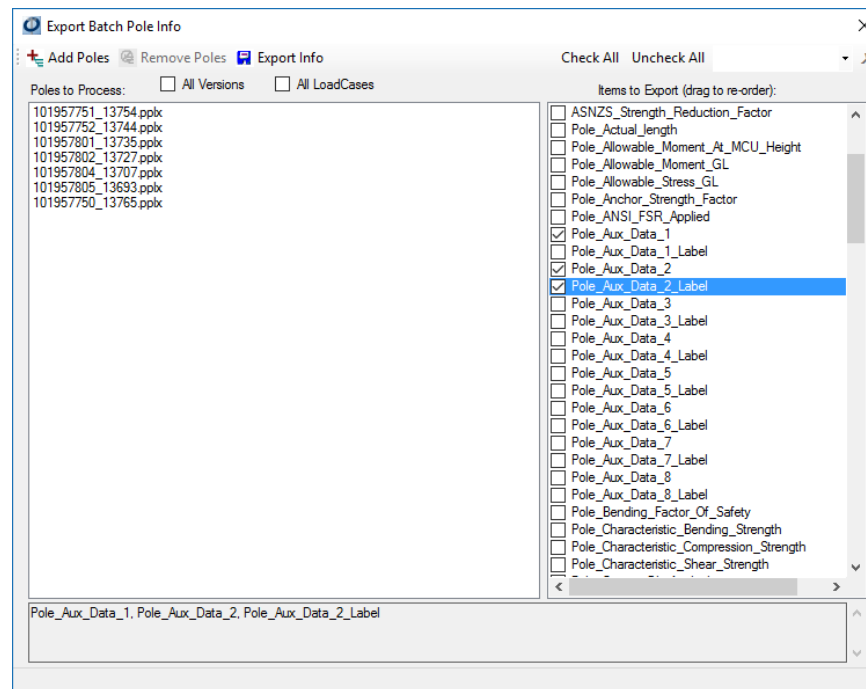 Export Batch Pole Info
Add Poles Remove Poles Export Info Check All Uncheck All
Poles to Process: All Versions All LoadCases Items to Export (drag to re-order):
101957751_13754.pplx
101957752_13744.pplx
101957801_13735.pplx
101957802_13727.pplx
101957804_13707.pplx
101957805_13693.pplx
101957750_13765.pplx
ASNZS_Strength_Reduction_Factor
Pole_Actual_length
Pole_Allowable_Moment_At_MCU_Height
Pole_Allowable_Moment_GL
Pole_Allowable_Stress_GL
Pole_Anchor_Strength_Factor
Pole_ANSI_FSR_Applied
Pole_Aux_Data_1
Pole_Aux_Data_1_Label
Pole_Aux_Data_2
Pole_Aux_Data_2_Label
Pole_Aux_Data_3
Pole_Aux_Data_3_Label
Pole_Aux_Data_4
Pole_Aux_Data_4_Label
Pole_Aux_Data_5
Pole_Aux_Data_5_Label
Pole_Aux_Data_6
Pole_Aux_Data_6_Label
Pole_Aux_Data_7
Pole_Aux_Data_7_Label
Pole_Aux_Data_8
Pole_Aux_Data_8_Label
Pole_Bending_Factor_Of_Safety
Pole_Characteristic_Bending_Strength
Pole_Characteristic_Compression_Strength
Pole_Characteristic_Shear_Strength
Pole_Aux_Data_1, Pole_Aux_Data_2, Pole_Aux_Data_2_Label